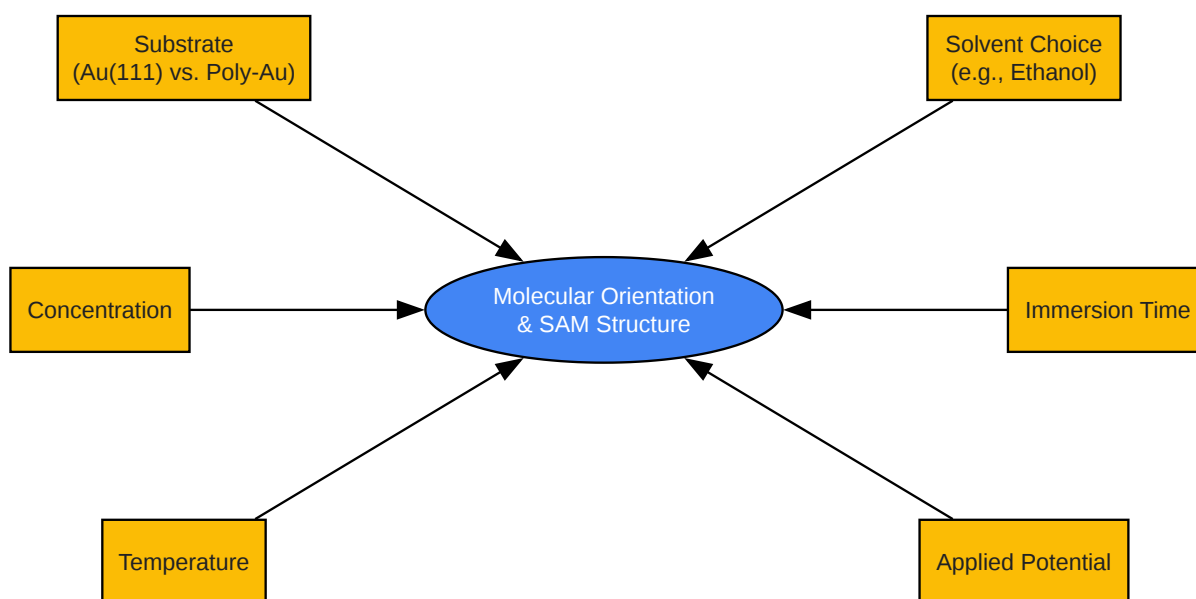 Substrate
(Au(111) vs. Poly-Au)
Solvent Choice
(e.g., Ethanol)
Concentration
Molecular Orientation
& SAM Structure
Immersion Time
Temperature
Applied Potential